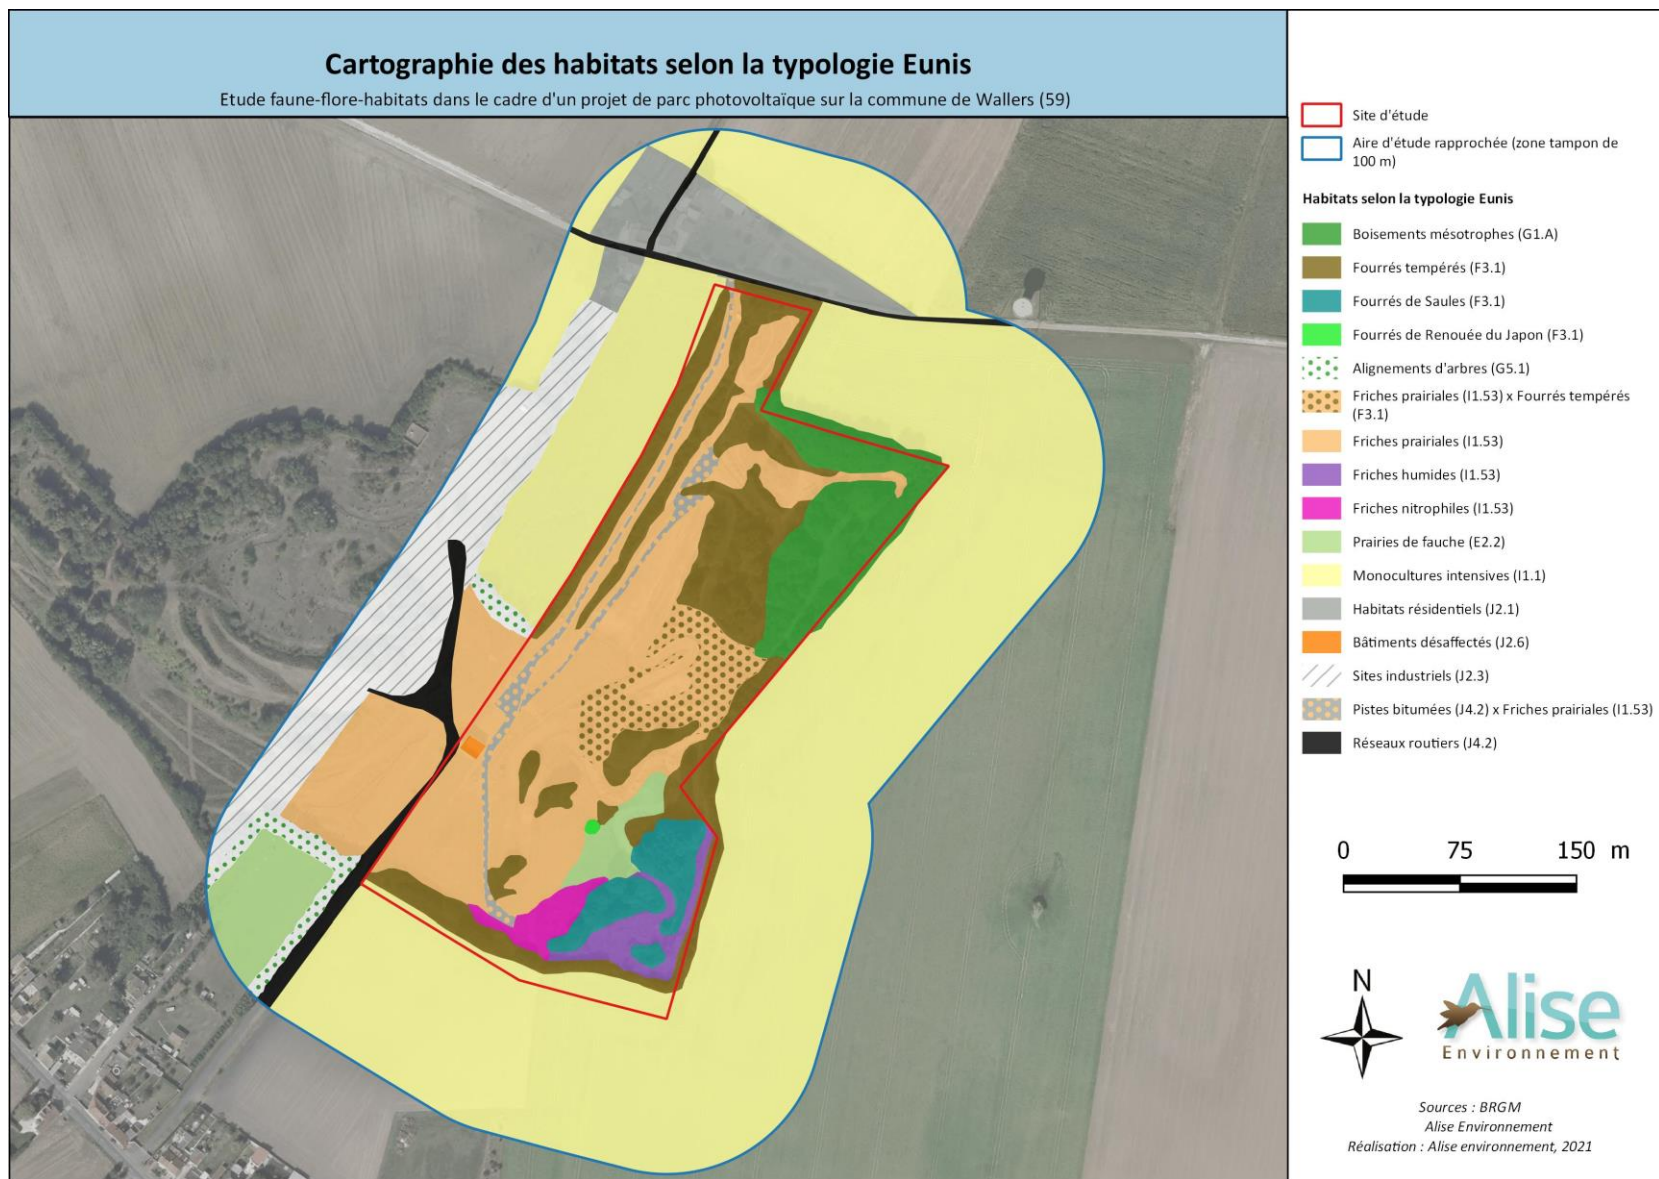 Cartographie des habitats selon la typologie Eunis
Etude faune-flore-habitats dans le cadre d'un projet de parc photovoltaïque sur la commune de Wallers (59)
Site d'étude
Aire d'étude rapprochée (zone tampon de
100 m)
Habitats selon la typologie Eunis
Boisements mésotrophes (G1.A)
Fourrés tempérés (F3.1)
Fourrés de Saules (F3.1)
Fourrés de Renouée du Japon (F3.1)
Alignements d'arbres (G5.1)
Friches prairiales (I1.53) x Fourrés tempérés
(F3.1)
Friches prairiales (I1.53)
Friches humides (I1.53)
Friches nitrophiles (I1.53)
Prairies de fauche (E2.2)
Monocultures intensives (I1.1)
Habitats résidentiels (J2.1)
Bâtiments désaffectés (J2.6)
Sites industriels (J2.3)
Pistes bitumées (J4.2) x Friches prairiales (I1.53)
Réseaux routiers (J4.2)
0 75 150 m
N
Alise
Environnement
Sources : BRGM
Alise Environnement
Réalisation : Alise environnement, 2021